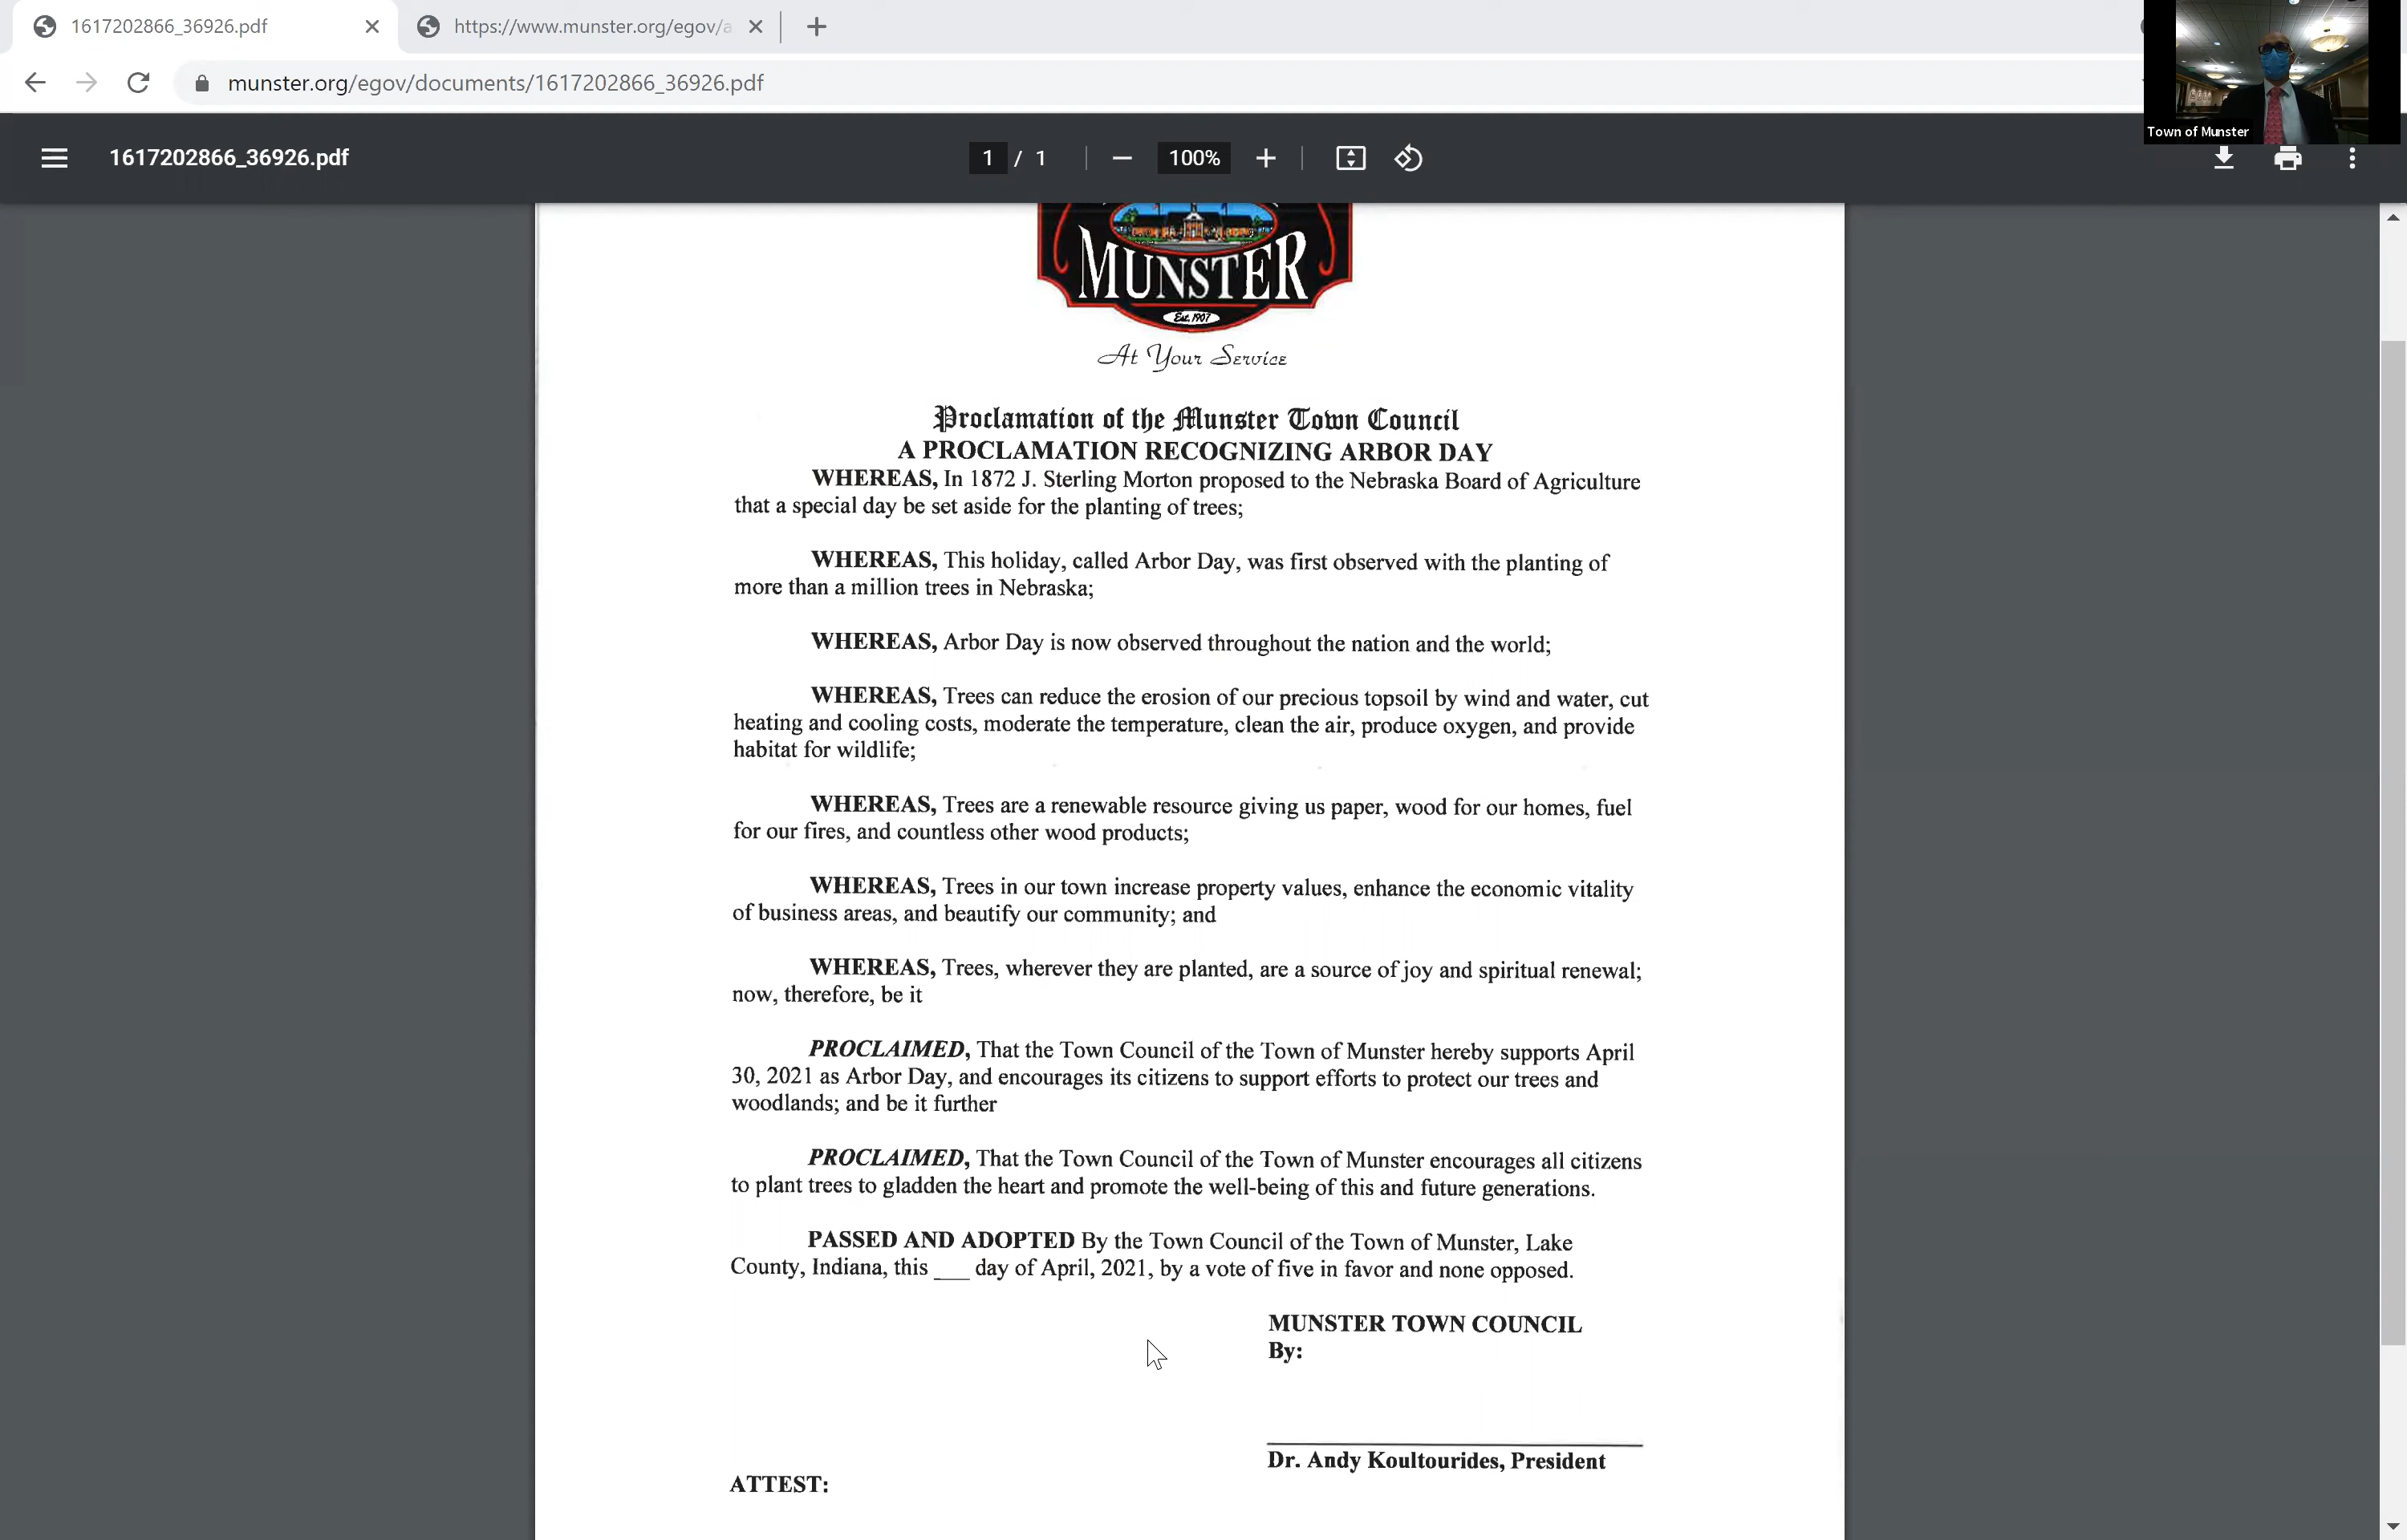 1617202866_36926.pdf
https://www.munster.org/egov/a
munster.org/egov/documents/1617202866_36926.pdf
Town of Munster
1617202866_36926.pdf
1 / 1
100%
MUNSTER
Est. 1907
At Your Service
Proclamation of the Munster Town Council
A PROCLAMATION RECOGNIZING ARBOR DAY
WHEREAS, In 1872 J. Sterling Morton proposed to the Nebraska Board of Agriculture
that a special day be set aside for the planting of trees;
WHEREAS, This holiday, called Arbor Day, was first observed with the planting of
more than a million trees in Nebraska;
WHEREAS, Arbor Day is now observed throughout the nation and the world;
WHEREAS, Trees can reduce the erosion of our precious topsoil by wind and water, cut
heating and cooling costs, moderate the temperature, clean the air, produce oxygen, and provide
habitat for wildlife;
WHEREAS, Trees are a renewable resource giving us paper, wood for our homes, fuel
for our fires, and countless other wood products;
WHEREAS, Trees in our town increase property values, enhance the economic vitality
of business areas, and beautify our community; and
WHEREAS, Trees, wherever they are planted, are a source of joy and spiritual renewal;
now, therefore, be it
PROCLAIMED, That the Town Council of the Town of Munster hereby supports April
30, 2021 as Arbor Day, and encourages its citizens to support efforts to protect our trees and
woodlands; and be it further
PROCLAIMED, That the Town Council of the Town of Munster encourages all citizens
to plant trees to gladden the heart and promote the well-being of this and future generations.
PASSED AND ADOPTED By the Town Council of the Town of Munster, Lake
County, Indiana, this ___ day of April, 2021, by a vote of five in favor and none opposed.
MUNSTER TOWN COUNCIL
By:
Dr. Andy Koultourides, President
ATTEST: